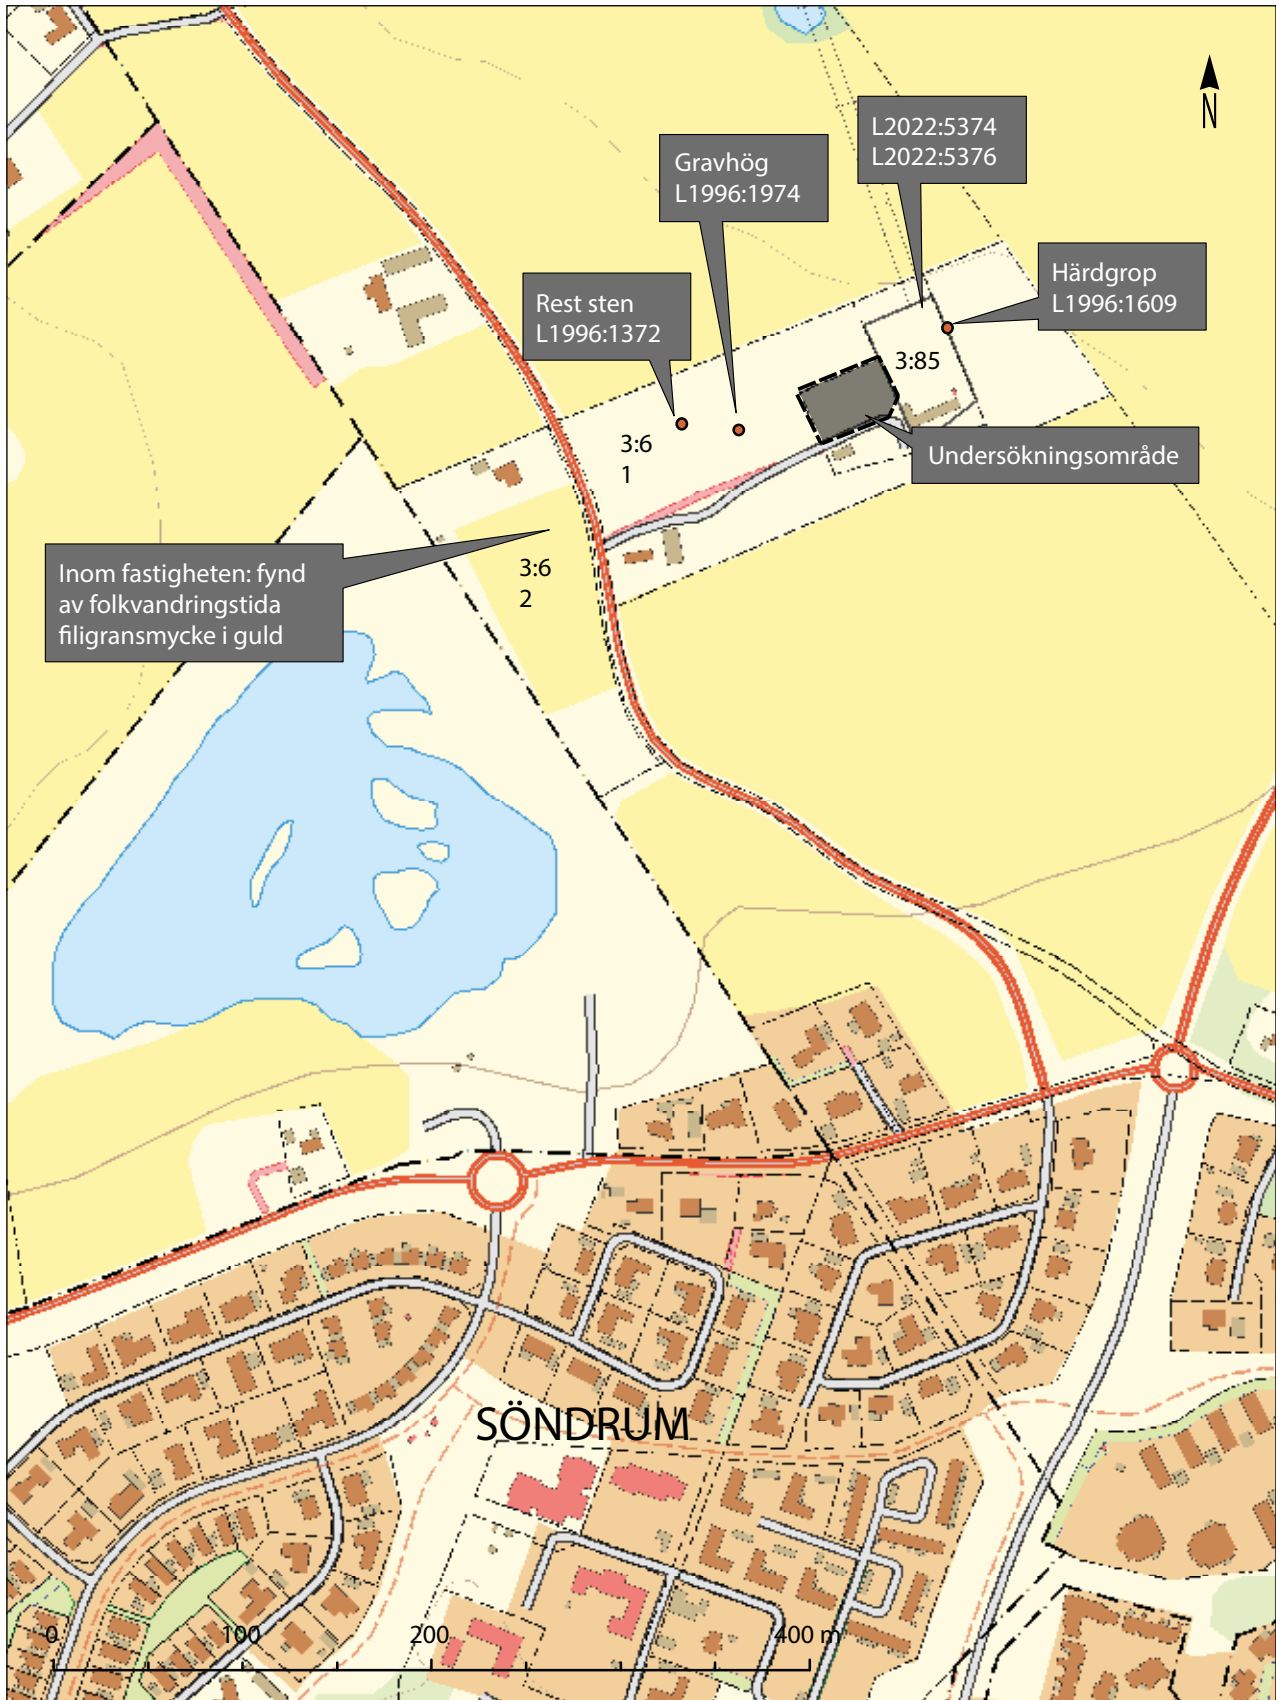 N
L2022:5374
L2022:5376
Gravhög
L1996:1974
Härdgrop
L1996:1609
Rest sten
L1996:1372
3:85
3:6
1
Undersökningsområde
Inom fastigheten: fynd
av folkvandringstida
filigransmycke i guld
3:6
2
SÖNDRUM
0
100
200
400 m